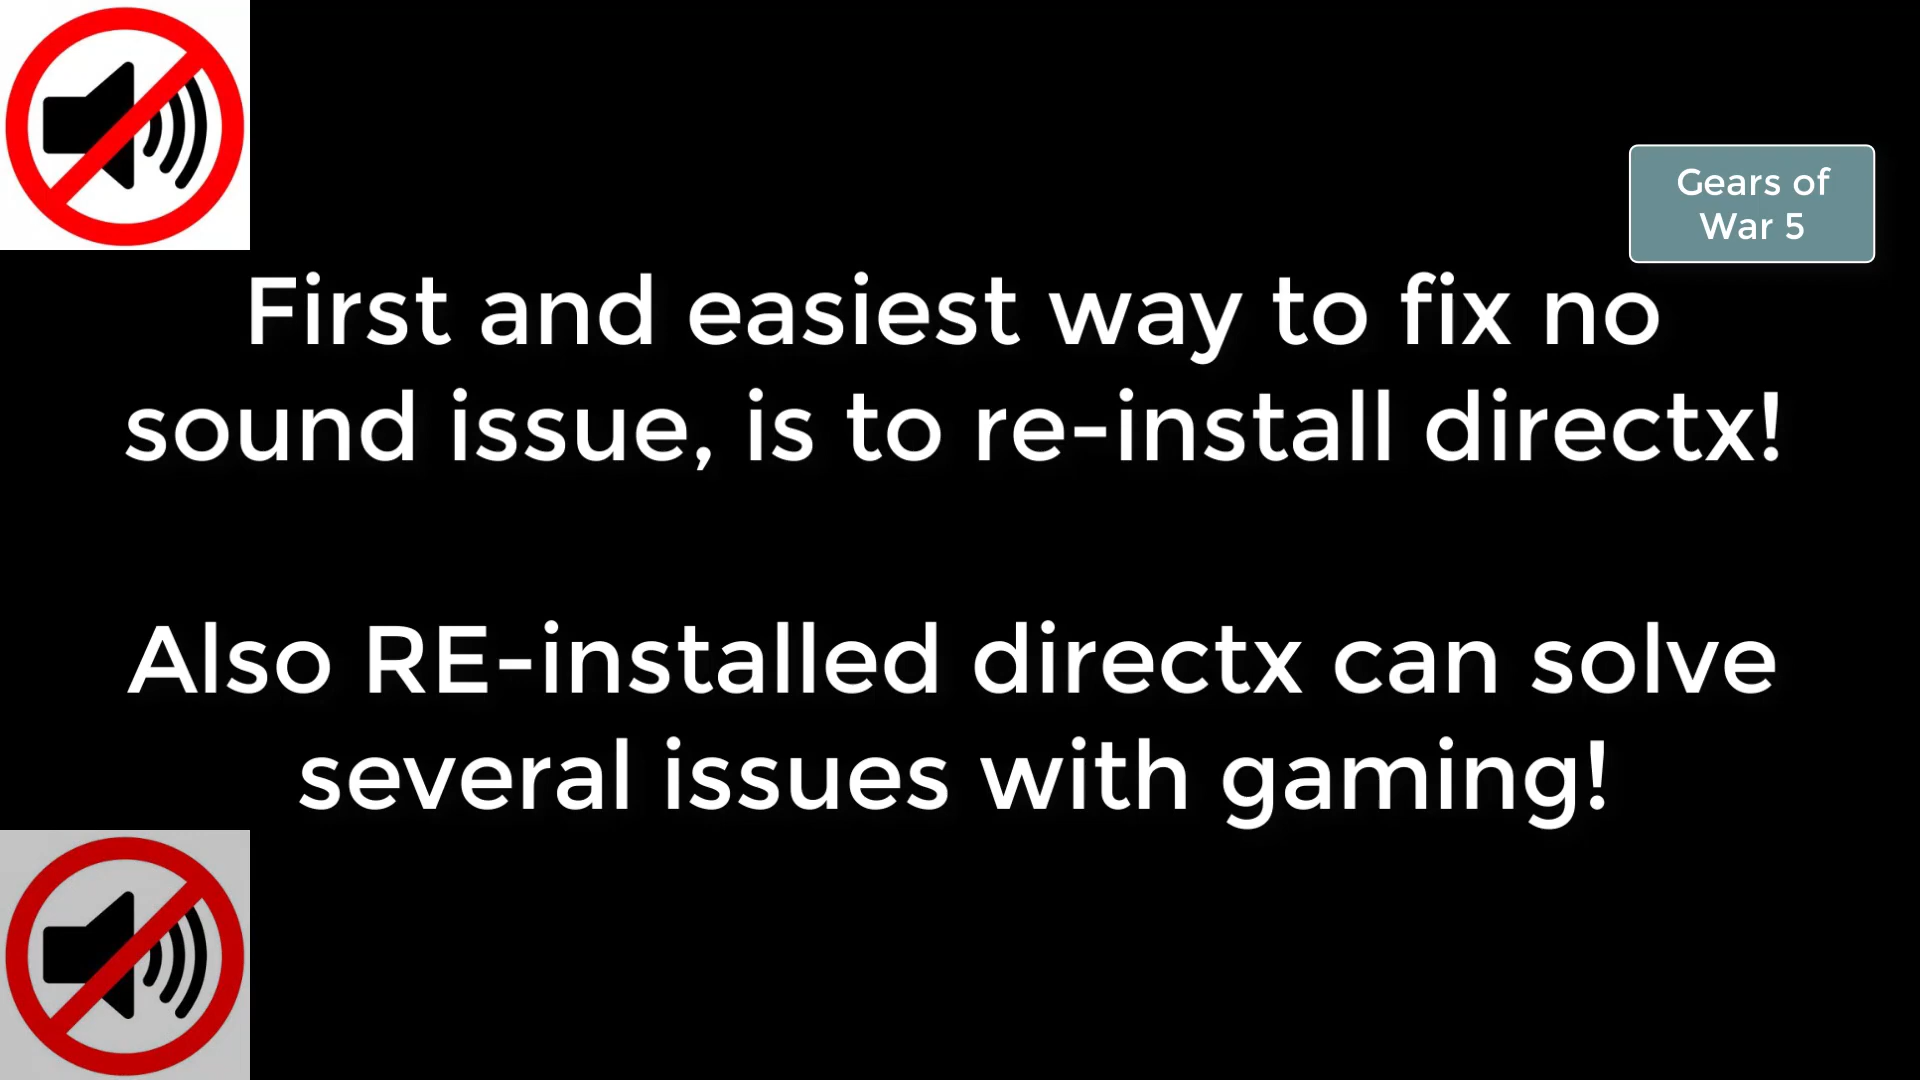 Gears of
War 5
First and easiest way to fix no
sound issue, is to re-install directx!
Also RE-installed directx can solve
several issues with gaming!